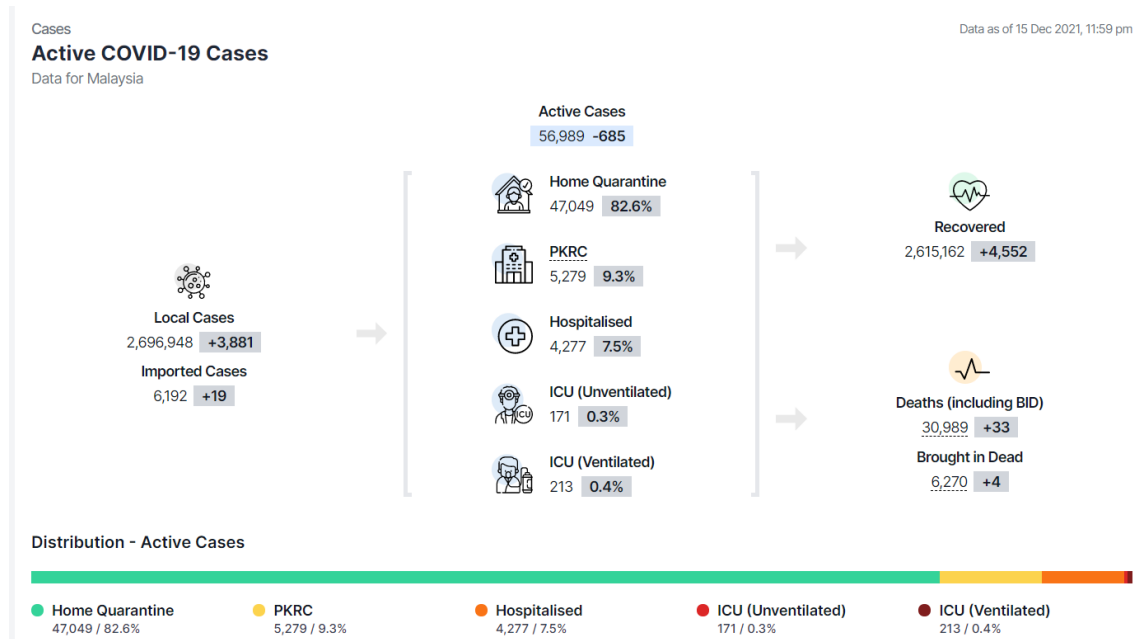 Cases
Data as of 15 Dec 2021, 11:59 pm
Active COVID-19 Cases
Data for Malaysia
Active Cases
56,989 -685
Home Quarantine
47,049 82.6%
PKRC
5,279 9.3%
Hospitalised
4,277 7.5%
ICU (Unventilated)
ICU
171 0.3%
ICU (Ventilated)
213 0.4%
Local Cases
2,696,948 +3,881
Imported Cases
6,192 +19
Recovered
2,615,162 +4,552
Deaths (including BID)
30,989 +33
Brought in Dead
6,270 +4
Distribution - Active Cases
Home Quarantine
47,049 / 82.6%
PKRC
5,279 / 9.3%
Hospitalised
4,277 / 7.5%
ICU (Unventilated)
171 / 0.3%
ICU (Ventilated)
213 / 0.4%